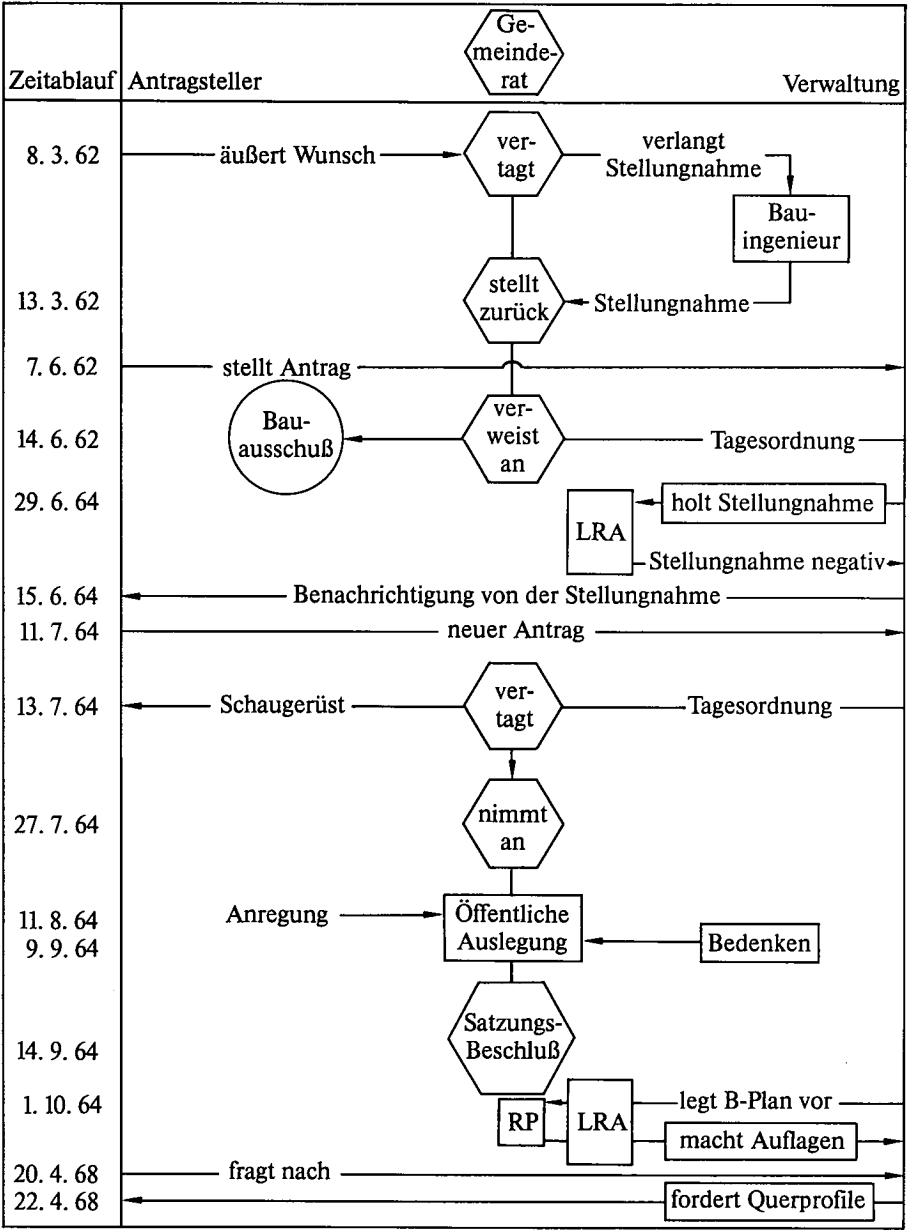 Ge-
meinde-
rat
Zeitablauf Antragsteller Verwaltung
8. 3. 62 äußert Wunsch ver-
tagt verlangt
Stellungnahme
Bau-
ingenieur
13. 3. 62 stellt
zurück Stellungnahme
7. 6. 62 stellt Antrag
14. 6. 62 Bau-
ausschuß ver-
weist
an Tagesordnung
29. 6. 64 LRA holt Stellungnahme
Stellungnahme negativ
15. 6. 64 Benachrichtigung von der Stellungnahme
11. 7. 64 neuer Antrag
13. 7. 64 Schaugerüst ver-
tagt Tagesordnung
27. 7. 64 nimmt
an
11. 8. 64 Anregung Öffentliche
9. 9. 64 Auslegung Bedenken
14. 9. 64 Satzungs-
Beschluß
1. 10. 64 RP LRA legt B-Plan vor
macht Auflagen
20. 4. 68 fragt nach
22. 4. 68 fordert Querprofile